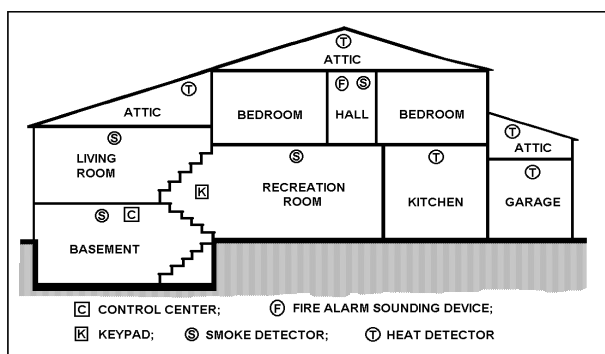 T
ATTIC
T
ATTIC
F S
BEDROOM HALL BEDROOM
S
LIVING
ROOM
T
ATTIC
S
RECREATION
ROOM
K
T
KITCHEN
T
GARAGE
S C
BASEMENT
C CONTROL CENTER; F FIRE ALARM SOUNDING DEVICE;
K KEYPAD; S SMOKE DETECTOR; T HEAT DETECTOR